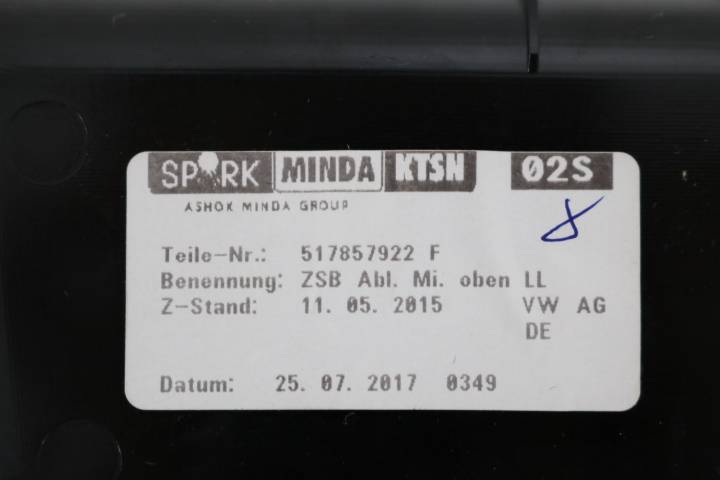 SPARK MINDA KTSN 02S
ASHOK MINDA GROUP
Teile-Nr.: 517857922 F
Benennung: ZSB Abl. Mi. oben LL
Z-Stand: 11. 05. 2015 VW AG
DE
Datum: 25. 07. 2017 0349